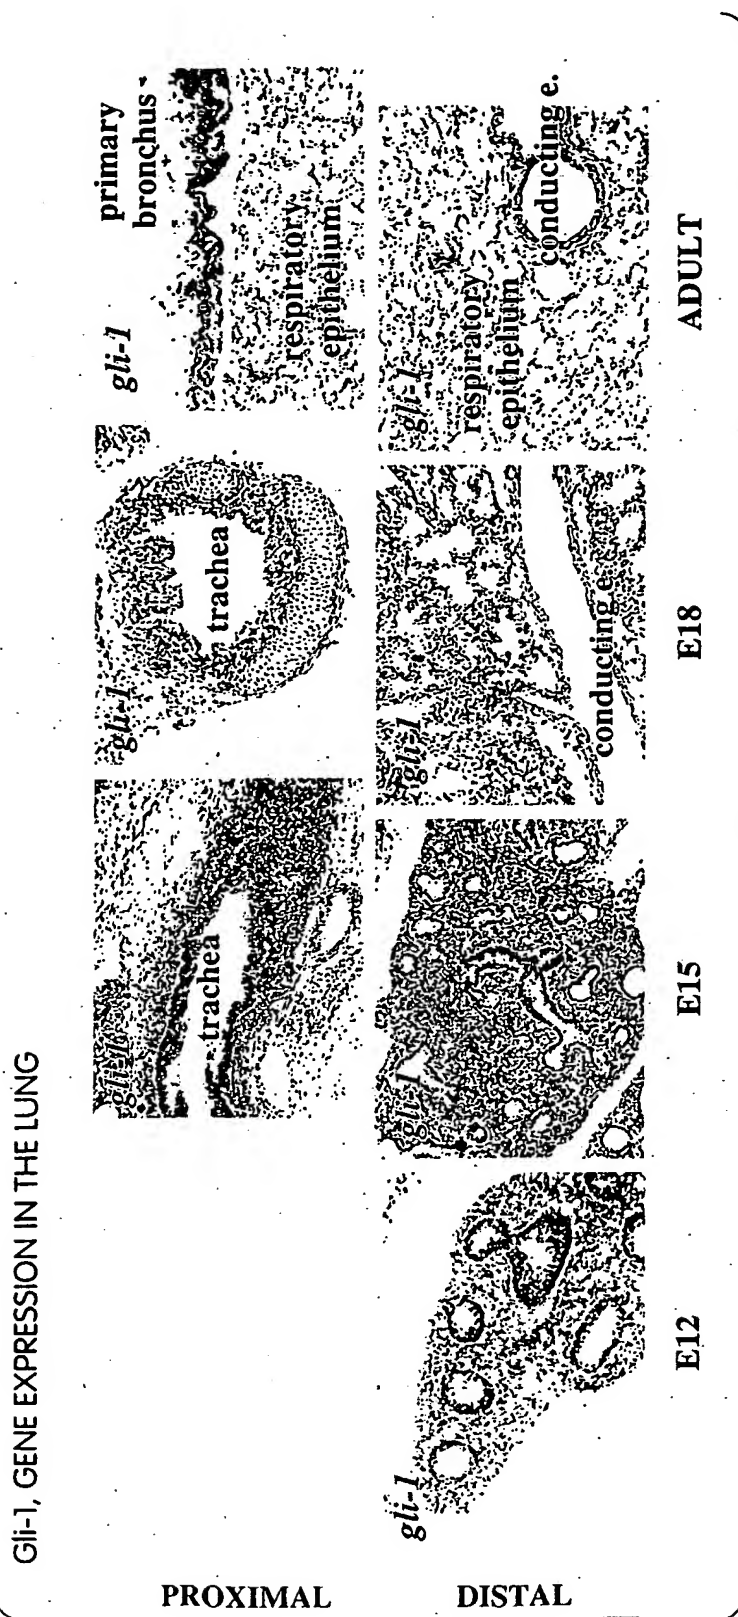 Gli-1, GENE EXPRESSION IN THE LUNG
PROXIMAL
gli-1
trachea
gli-1
trachea
gli-1
primary
bronchus
respiratory
epithelium
DISTAL
gli-1
gli-1
gli-1
conducting e.
gli-1
respiratory
epithelium
conducting e.
E12
E15
E18
ADULT